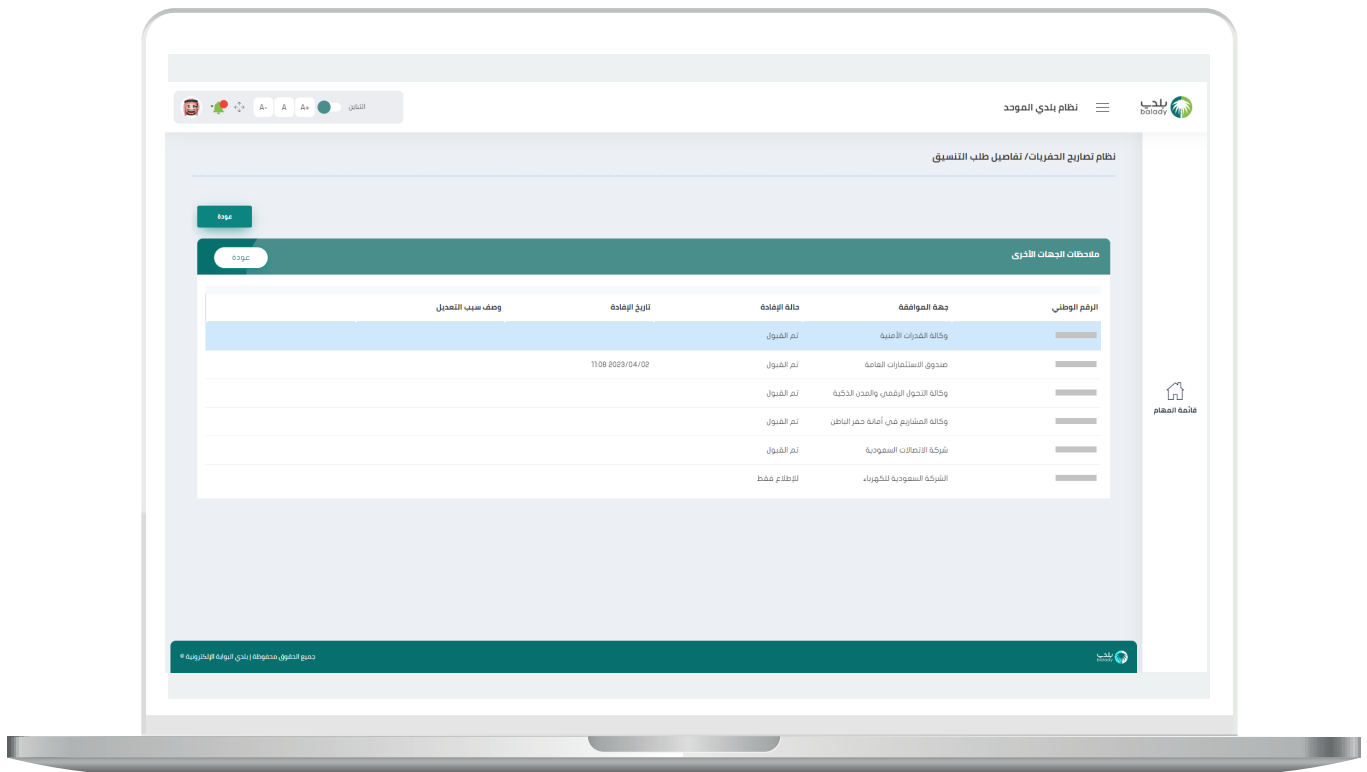 بلدي
balady
نظام بلدي الموحد
التباين
A+ A A-
نظام تصاريح الحفريات/ تفاصيل طلب التنسيق
عودة
ملاحظات الجهات الأخرى
عودة
الرقم الوطني جهة الموافقة حالة الإفادة تاريخ الإفادة وصف سبب التعديل
وكالة القدرات الأمنية تم القبول
صندوق الاستثمارات العامة تم القبول 2023/04/02 11:09
وكالة التحول الرقمي والمدن الذكية تم القبول
وكالة المشاريع في أمانة حفر الباطن تم القبول
شركة الاتصالات السعودية تم القبول
الشركة السعودية للكهرباء للإطلاع فقط
قائمة المهام
بلدي
balady
جميع الحقوق محفوظة | بلدي البوابة الإلكترونية ©